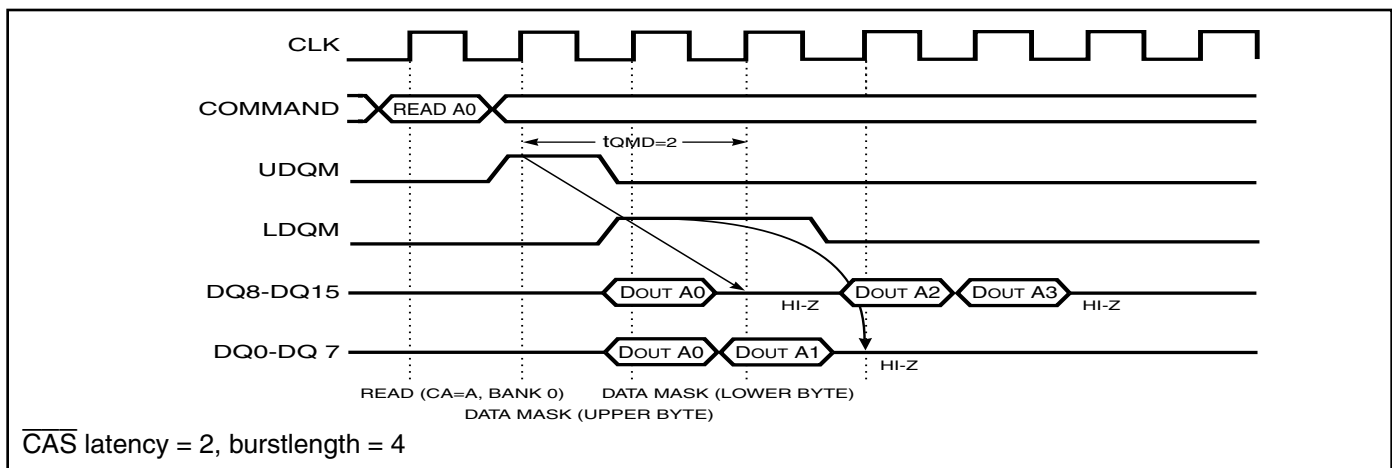 CLK
COMMAND
READ A0
tQMD=2
UDQM
LDQM
DQ8-DQ15
DOUT A0
HI-Z
DOUT A2
DOUT A3
HI-Z
DQ0-DQ 7
DOUT A0
DOUT A1
HI-Z
READ (CA=A, BANK 0)
DATA MASK (LOWER BYTE)
DATA MASK (UPPER BYTE)
CAS latency = 2, burstlength = 4